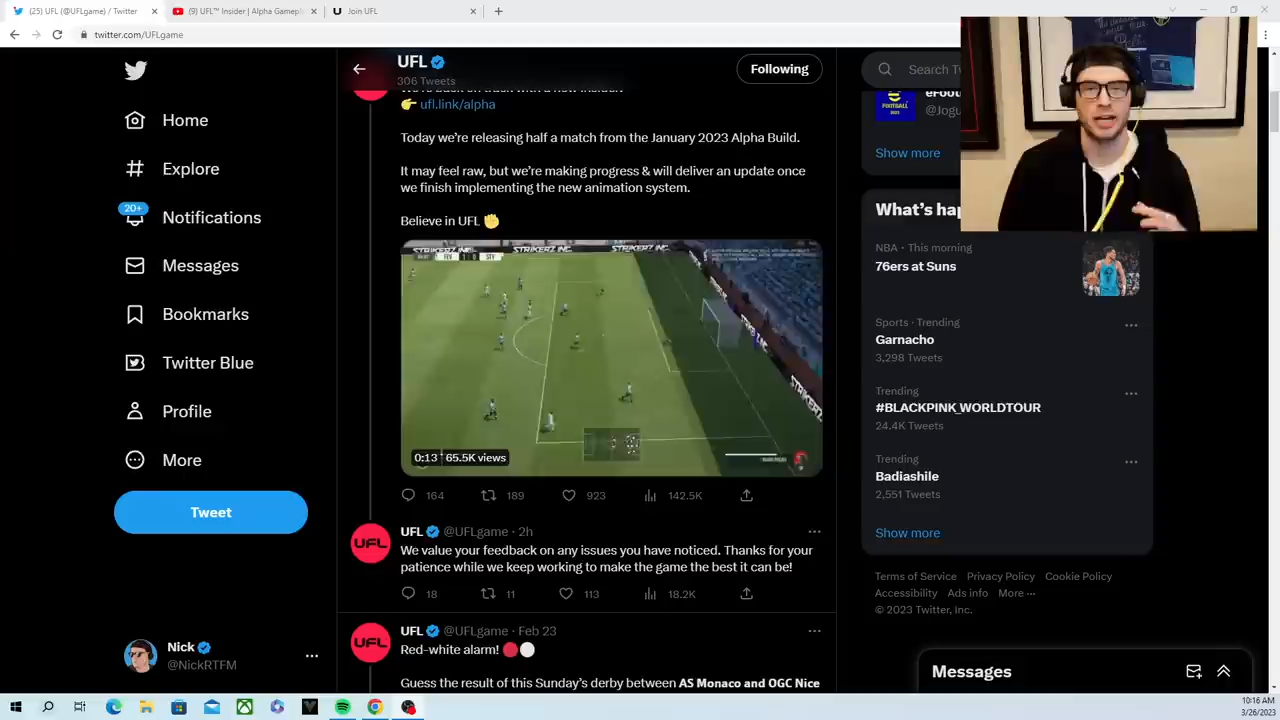 (25) UFL (@UFLgame) / Twitter
(9) UFL™ Insider | Alpha Gamepl
Join UFL
twitter.com/UFLgame
UFL
306 Tweets
Following
Home
Explore
20+
Notifications
Messages
Bookmarks
Twitter Blue
Profile
More
Tweet
Nick
@NickRTFM
ufl.link/alpha
Today we're releasing half a match from the January 2023 Alpha Build.
It may feel raw, but we're making progress & will deliver an update once
we finish implementing the new animation system.
Believe in UFL
STRIKERZ INC. STRIKERZ INC. STRIKERZ INC.
0:13 65.5K views
164 189 923 142.5K
UFL @UFLgame · 2h
We value your feedback on any issues you have noticed. Thanks for your
patience while we keep working to make the game the best it can be!
18 11 113 18.2K
UFL @UFLgame · Feb 23
Red-white alarm!
Guess the result of this Sunday's derby between AS Monaco and OGC Nice
Search T
eFoot
@Jogu
Show more
What's hap
NBA · This morning
76ers at Suns
Sports · Trending
Garnacho
3,298 Tweets
Trending
#BLACKPINK_WORLDTOUR
24.4K Tweets
Trending
Badiashile
2,551 Tweets
Show more
Terms of Service Privacy Policy Cookie Policy
Accessibility Ads info More ···
© 2023 Twitter, Inc.
Messages
10:16 AM
3/26/2023